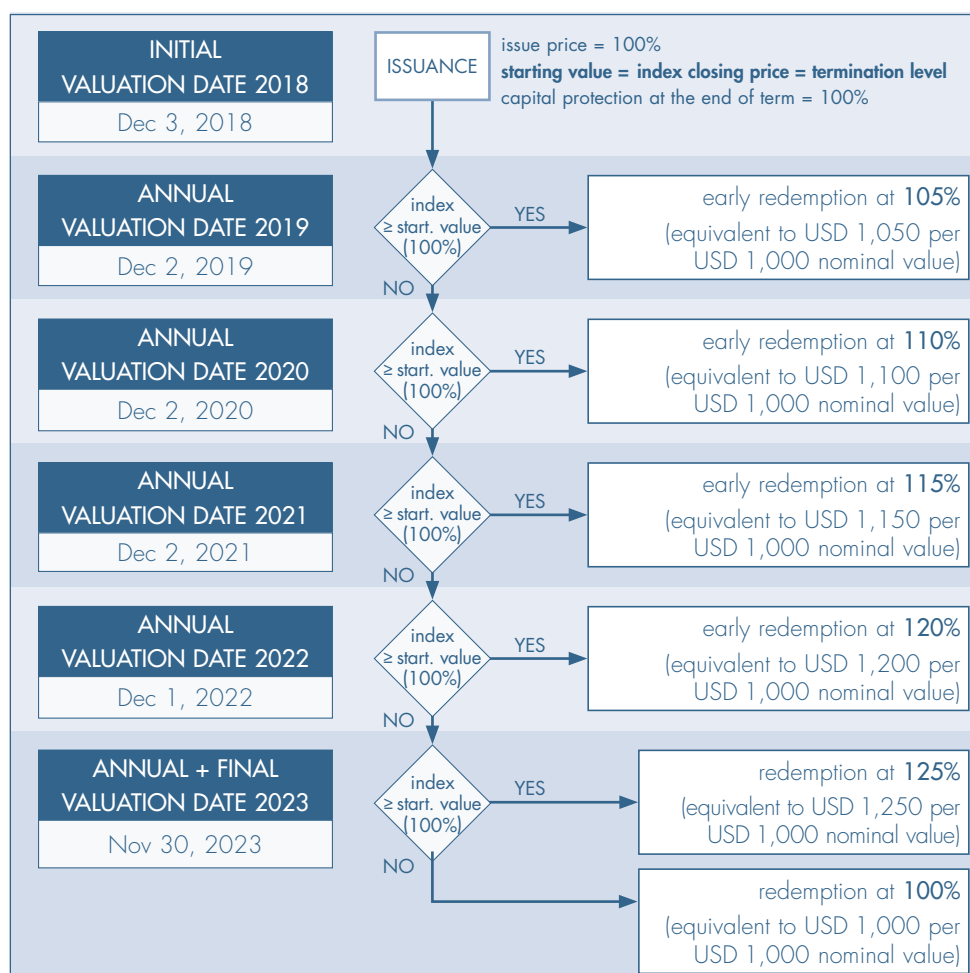 INITIAL
VALUATION DATE 2018
Dec 3, 2018
ISSUANCE
issue price = 100%
starting value = index closing price = termination level
capital protection at the end of term = 100%
ANNUAL
VALUATION DATE 2019
Dec 2, 2019
index
≥ start. value
(100%)
YES
NO
early redemption at 105%
(equivalent to USD 1,050 per
USD 1,000 nominal value)
ANNUAL
VALUATION DATE 2020
Dec 2, 2020
index
≥ start. value
(100%)
YES
NO
early redemption at 110%
(equivalent to USD 1,100 per
USD 1,000 nominal value)
ANNUAL
VALUATION DATE 2021
Dec 2, 2021
index
≥ start. value
(100%)
YES
NO
early redemption at 115%
(equivalent to USD 1,150 per
USD 1,000 nominal value)
ANNUAL
VALUATION DATE 2022
Dec 1, 2022
index
≥ start. value
(100%)
YES
NO
early redemption at 120%
(equivalent to USD 1,200 per
USD 1,000 nominal value)
ANNUAL + FINAL
VALUATION DATE 2023
Nov 30, 2023
index
≥ start. value
(100%)
YES
NO
redemption at 125%
(equivalent to USD 1,250 per
USD 1,000 nominal value)
redemption at 100%
(equivalent to USD 1,000 per
USD 1,000 nominal value)